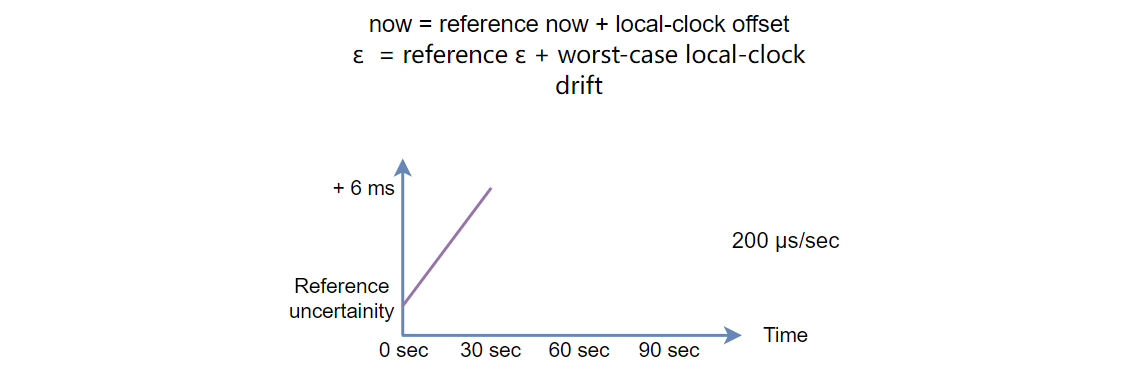 now = reference now + local-clock offset
ε = reference ε + worst-case local-clock
drift
+ 6 ms
200 μs/sec
Reference
uncertainity
Time
0 sec 30 sec 60 sec 90 sec